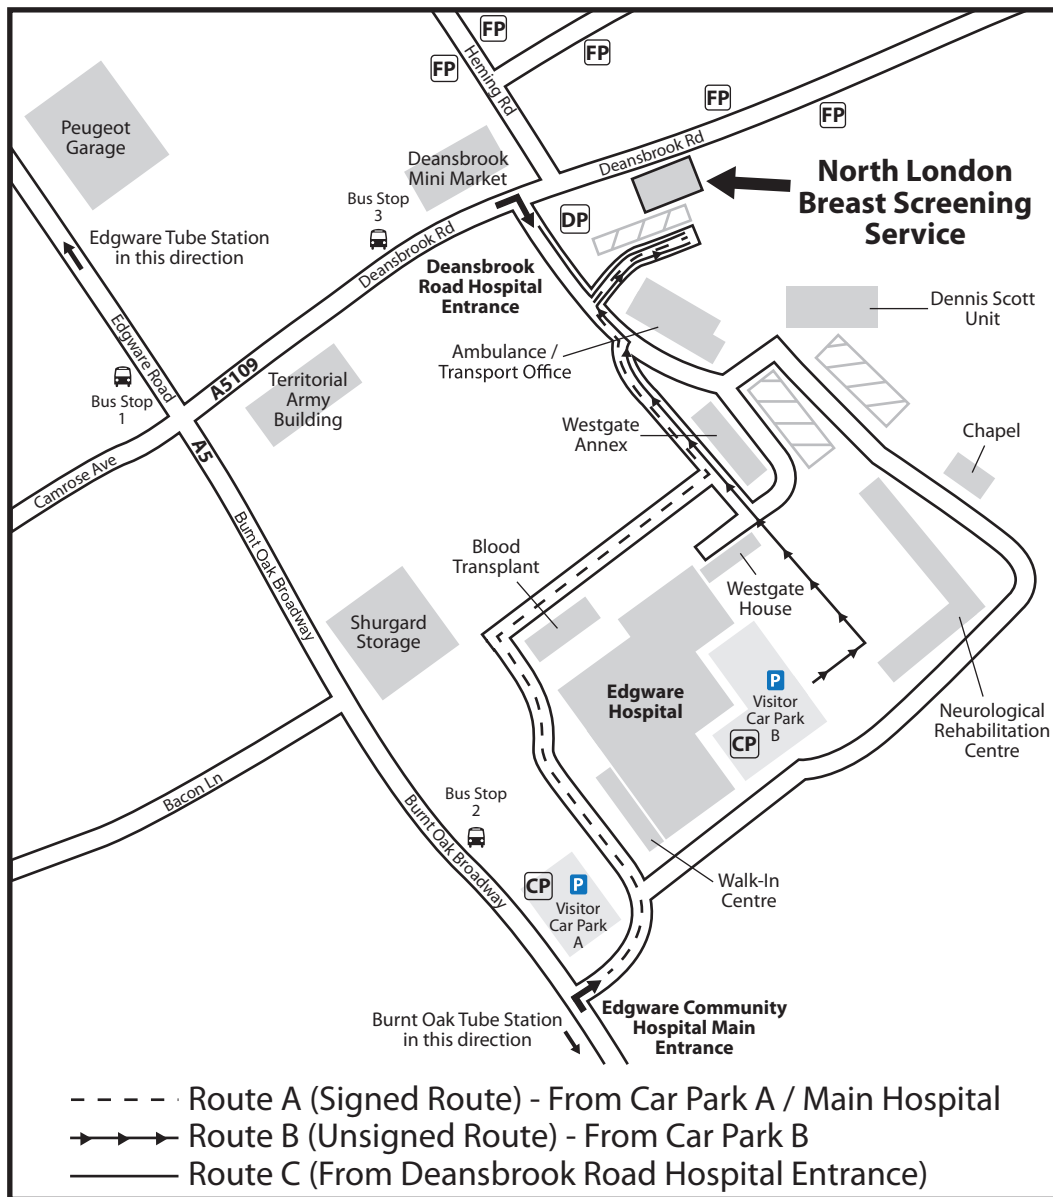 FP
FP
FP
Heming Rd
FP
FP
Peugeot
Garage
Deansbrook
Mini Market
Deansbrook Rd
North London
Breast Screening
Service
Bus Stop
3
DP
Edgware Tube Station
in this direction
Deansbrook Rd
Deansbrook
Road Hospital
Entrance
Dennis Scott
Unit
Edgware Road
Ambulance /
Transport Office
A5109
Bus Stop
1
Territorial
Army
Building
Westgate
Annex
Chapel
A5
Camrose Ave
Burnt Oak Broadway
Blood
Transplant
Westgate
House
Shurgard
Storage
P
Edgware
Hospital
Visitor
Car Park
B
CP
Neurological
Rehabilitation
Centre
Bacon Ln
Bus Stop
2
Burnt Oak Broadway
CP
P
Visitor
Car Park
A
Walk-In
Centre
Burnt Oak Tube Station
in this direction
Edgware Community
Hospital Main
Entrance
Route A (Signed Route) - From Car Park A / Main Hospital
Route B (Unsigned Route) - From Car Park B
Route C (From Deansbrook Road Hospital Entrance)